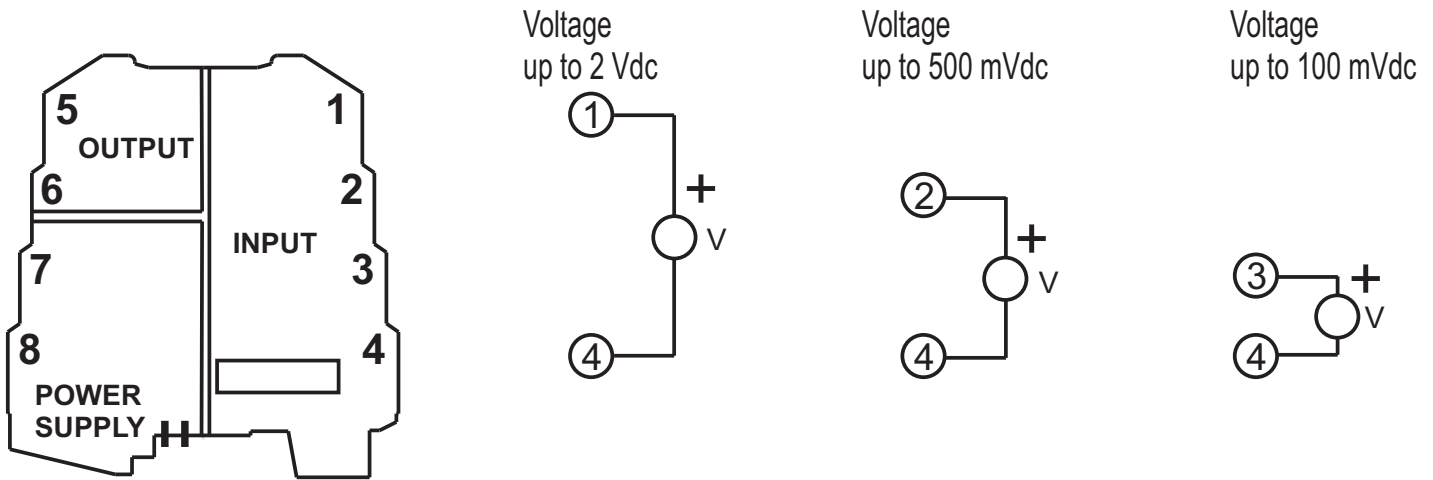 5
OUTPUT
6
7
8
POWER
SUPPLY
1
2
INPUT
3
4
Voltage
up to 2 Vdc
1
+
V
4
Voltage
up to 500 mVdc
2
+
V
4
Voltage
up to 100 mVdc
3
+
V
4